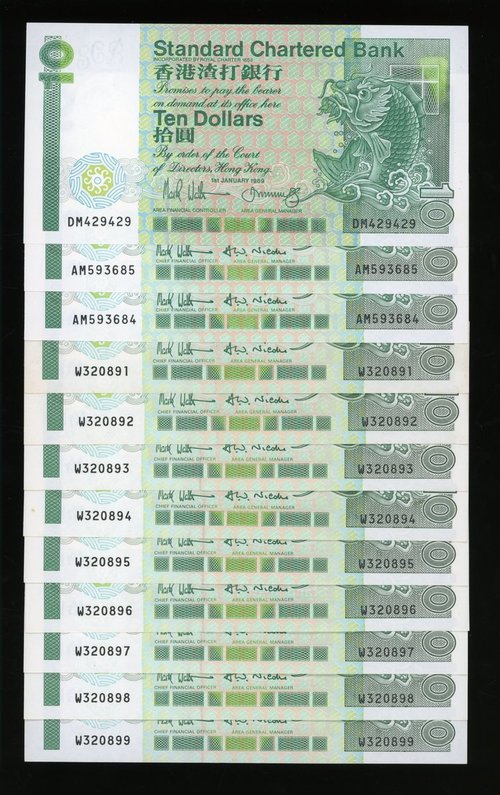 10
Standard Chartered Bank
INCORPORATED BY ROYAL CHARTER 1853
香港渣打銀行
Promises to pay the bearer
on demand at its office here
Ten Dollars
拾圓
By order of the Court
of Directors, Hong Kong.
1st JANUARY 1989
AREA FINANCIAL CONTROLLER AREA GENERAL MANAGER
10
DM429429 DM429429
CHIEF FINANCIAL OFFICER AREA GENERAL MANAGER
AM593685 AM593685
CHIEF FINANCIAL OFFICER AREA GENERAL MANAGER
AM593684 AM593684
CHIEF FINANCIAL OFFICER AREA GENERAL MANAGER
W320891 W320891
CHIEF FINANCIAL OFFICER AREA GENERAL MANAGER
W320892 W320892
CHIEF FINANCIAL OFFICER AREA GENERAL MANAGER
W320893 W320893
CHIEF FINANCIAL OFFICER AREA GENERAL MANAGER
W320894 W320894
CHIEF FINANCIAL OFFICER AREA GENERAL MANAGER
W320895 W320895
CHIEF FINANCIAL OFFICER AREA GENERAL MANAGER
W320896 W320896
CHIEF FINANCIAL OFFICER AREA GENERAL MANAGER
W320897 W320897
CHIEF FINANCIAL OFFICER AREA GENERAL MANAGER
W320898 W320898
CHIEF FINANCIAL OFFICER AREA GENERAL MANAGER
W320899 W320899